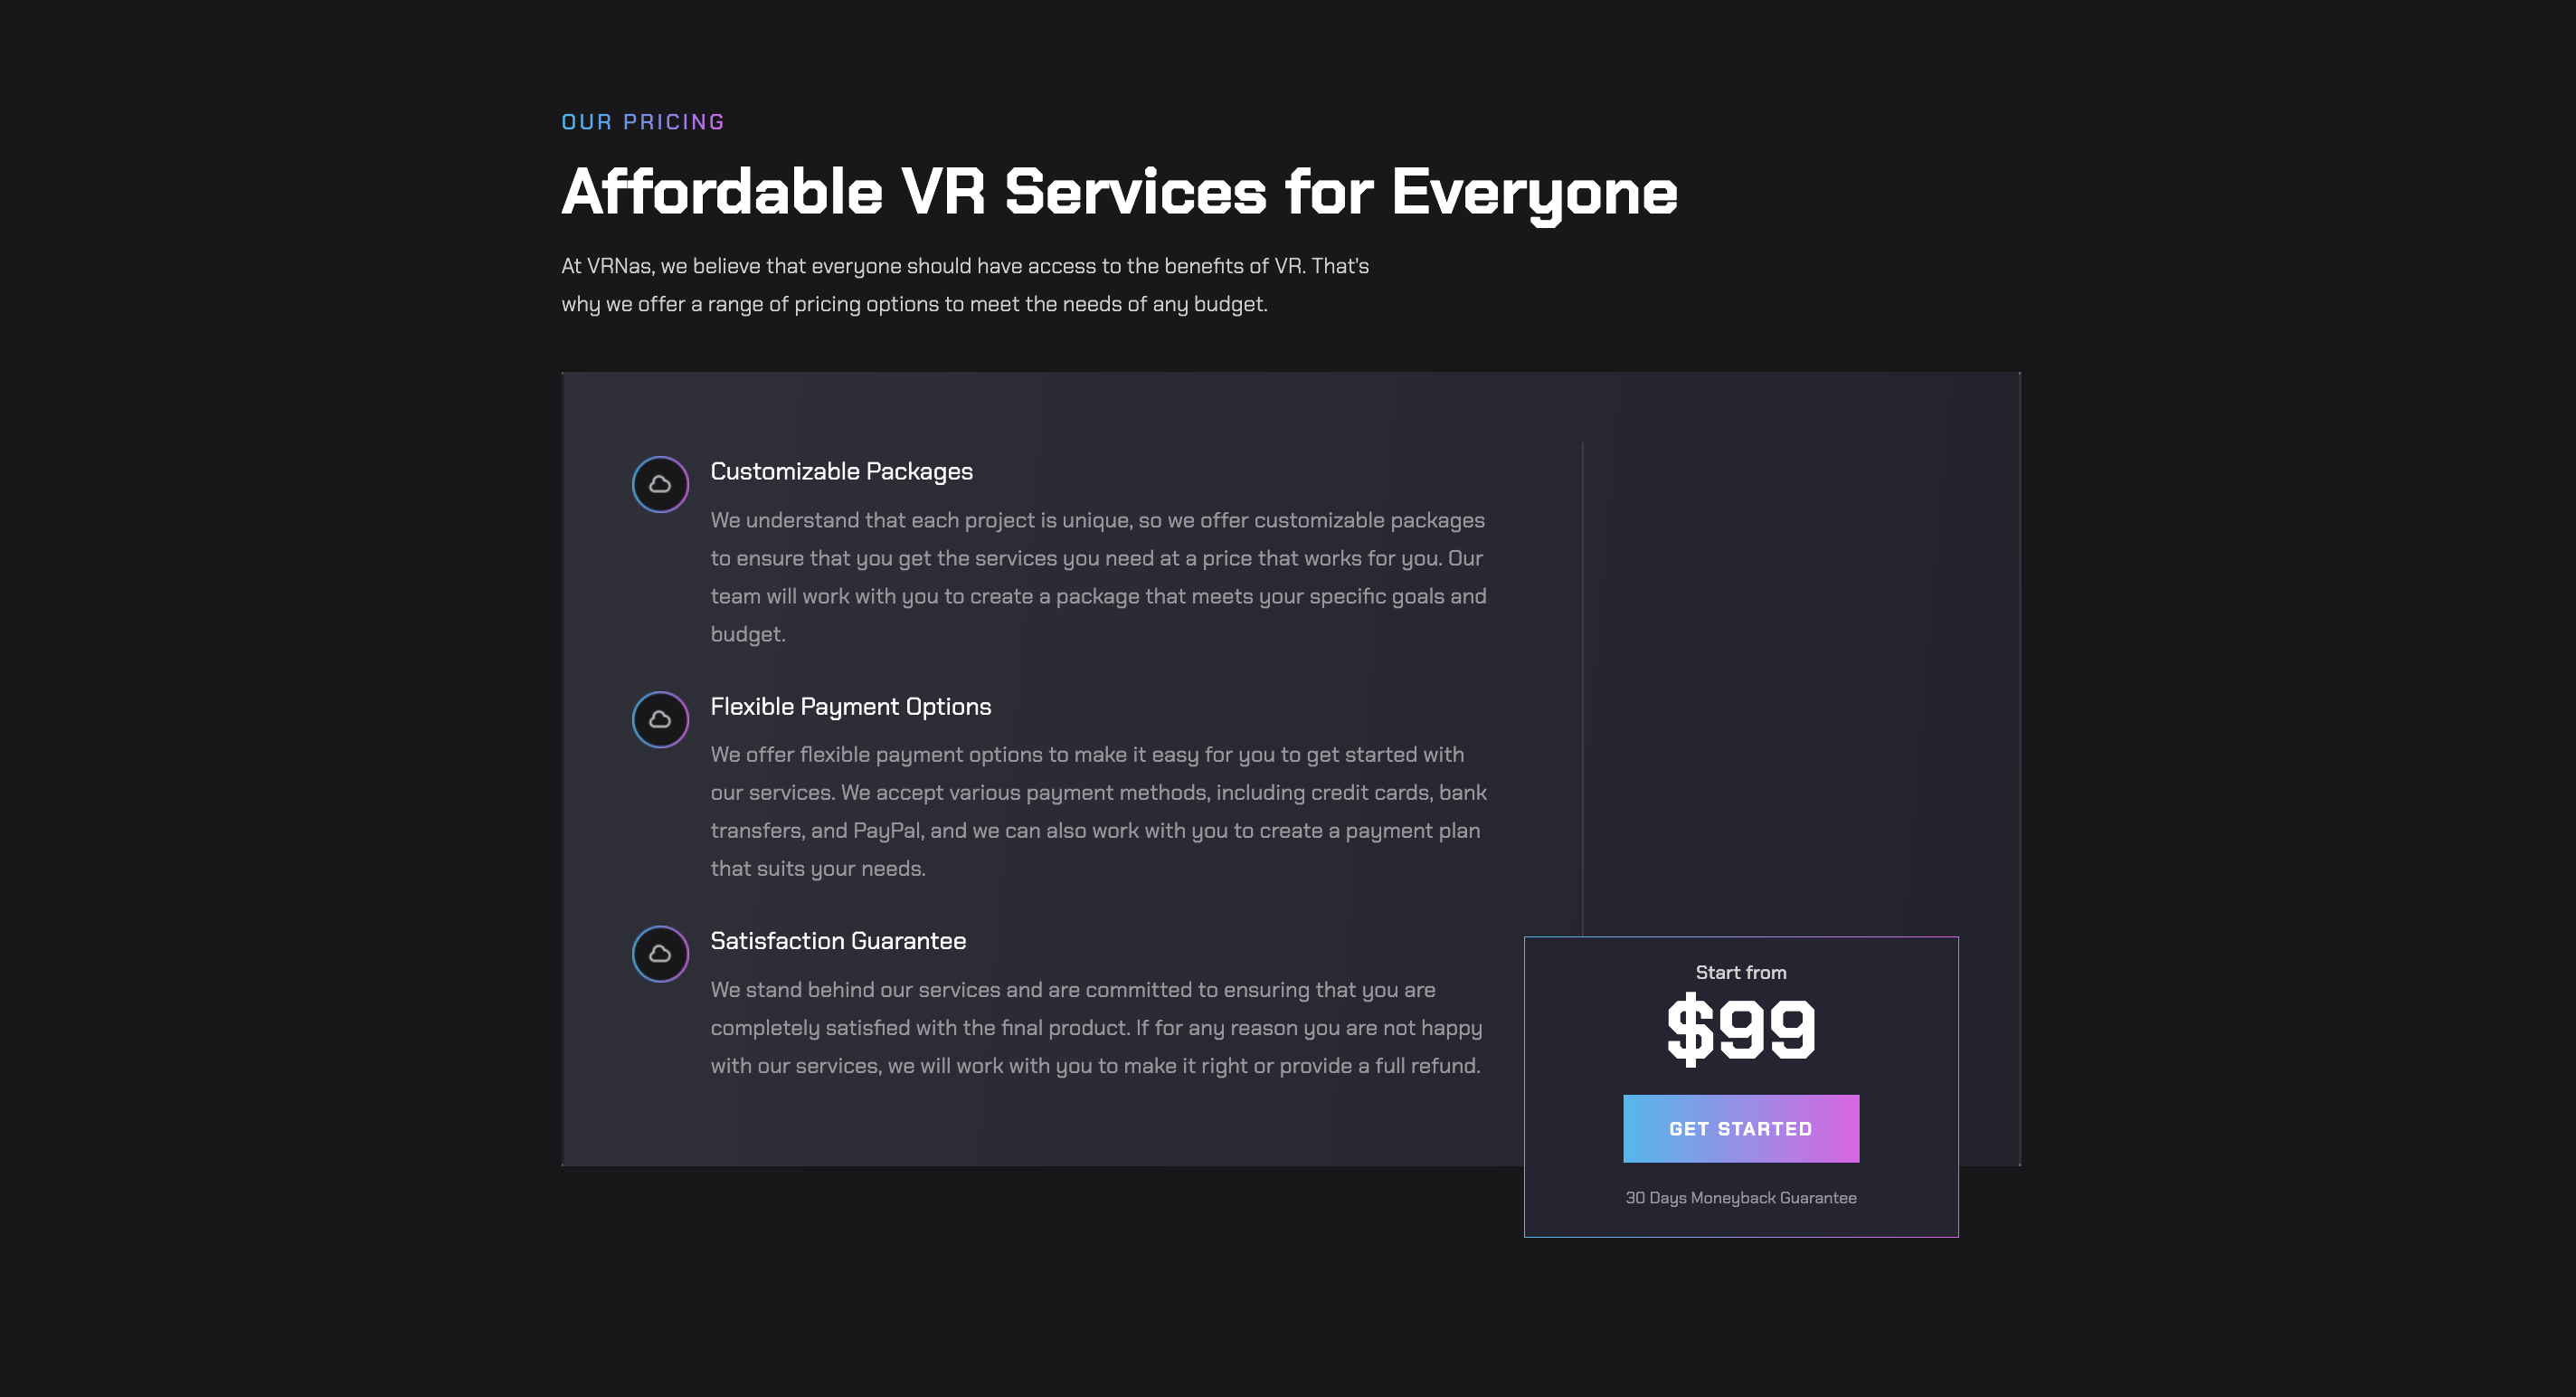 OUR PRICING
Affordable VR Services for Everyone
At VRNas, we believe that everyone should have access to the benefits of VR. That's
why we offer a range of pricing options to meet the needs of any budget.
Customizable Packages
We understand that each project is unique, so we offer customizable packages
to ensure that you get the services you need at a price that works for you. Our
team will work with you to create a package that meets your specific goals and
budget.
Flexible Payment Options
We offer flexible payment options to make it easy for you to get started with
our services. We accept various payment methods, including credit cards, bank
transfers, and PayPal, and we can also work with you to create a payment plan
that suits your needs.
Satisfaction Guarantee
We stand behind our services and are committed to ensuring that you are
completely satisfied with the final product. If for any reason you are not happy
with our services, we will work with you to make it right or provide a full refund.
Start from
$99
GET STARTED
30 Days Moneyback Guarantee